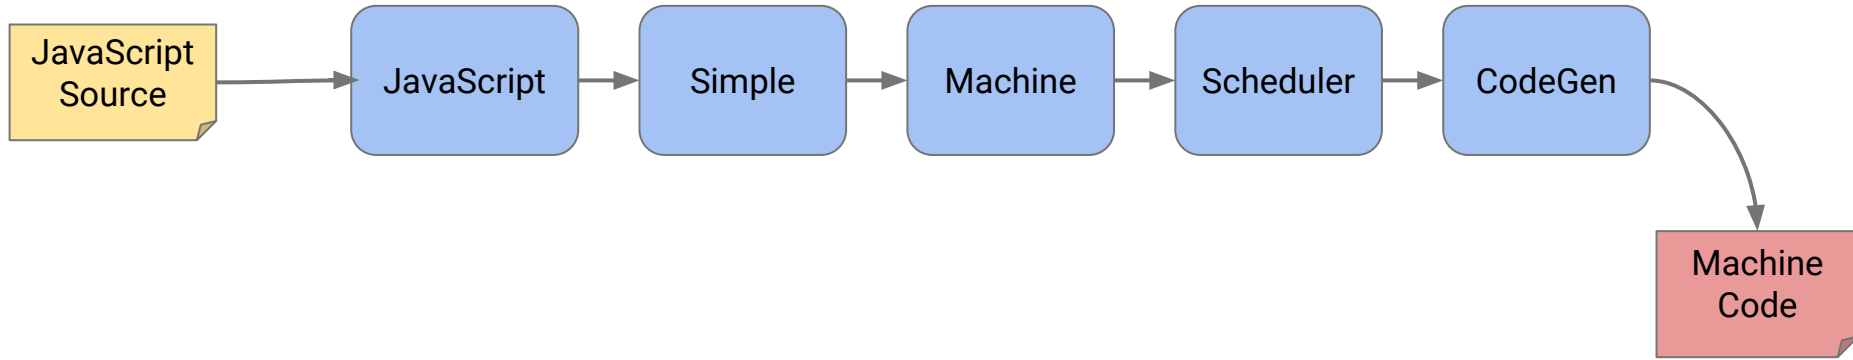 JavaScript
Source
JavaScript
Simple
Machine
Scheduler
CodeGen
Machine
Code